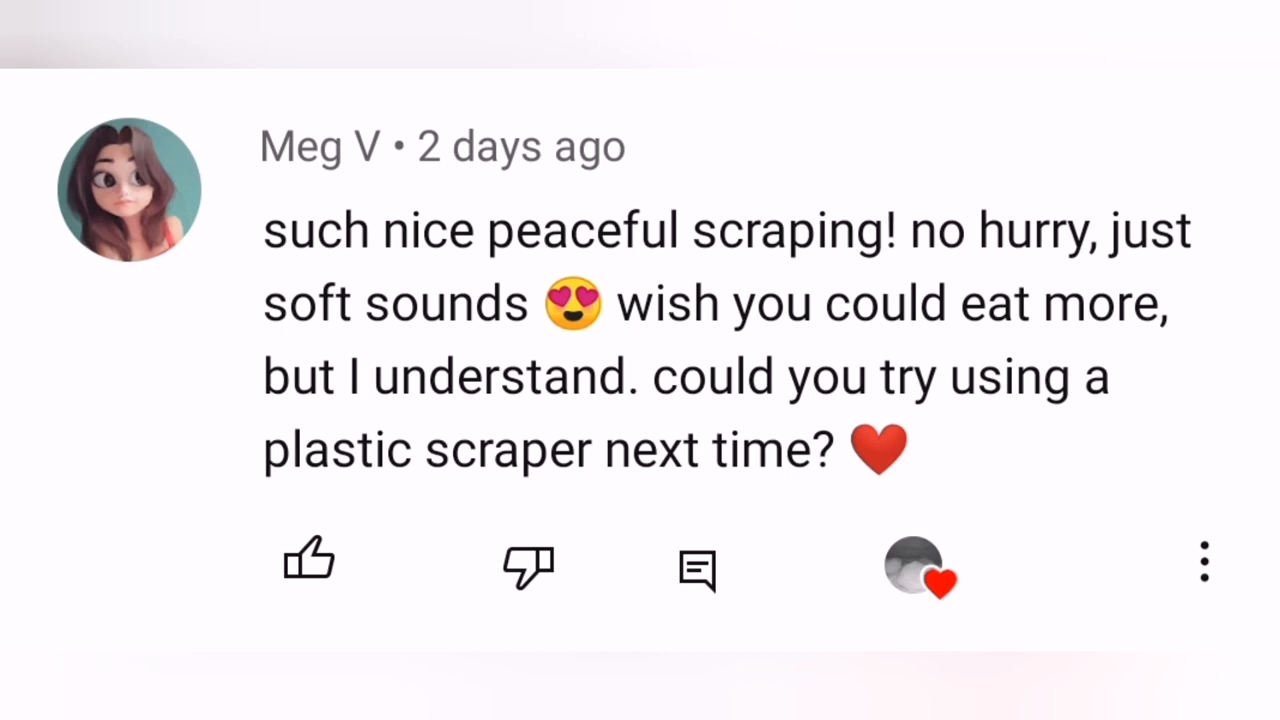 Meg V • 2 days ago
such nice peaceful scraping! no hurry, just
soft sounds 😍 wish you could eat more,
but I understand. could you try using a
plastic scraper next time? ❤️